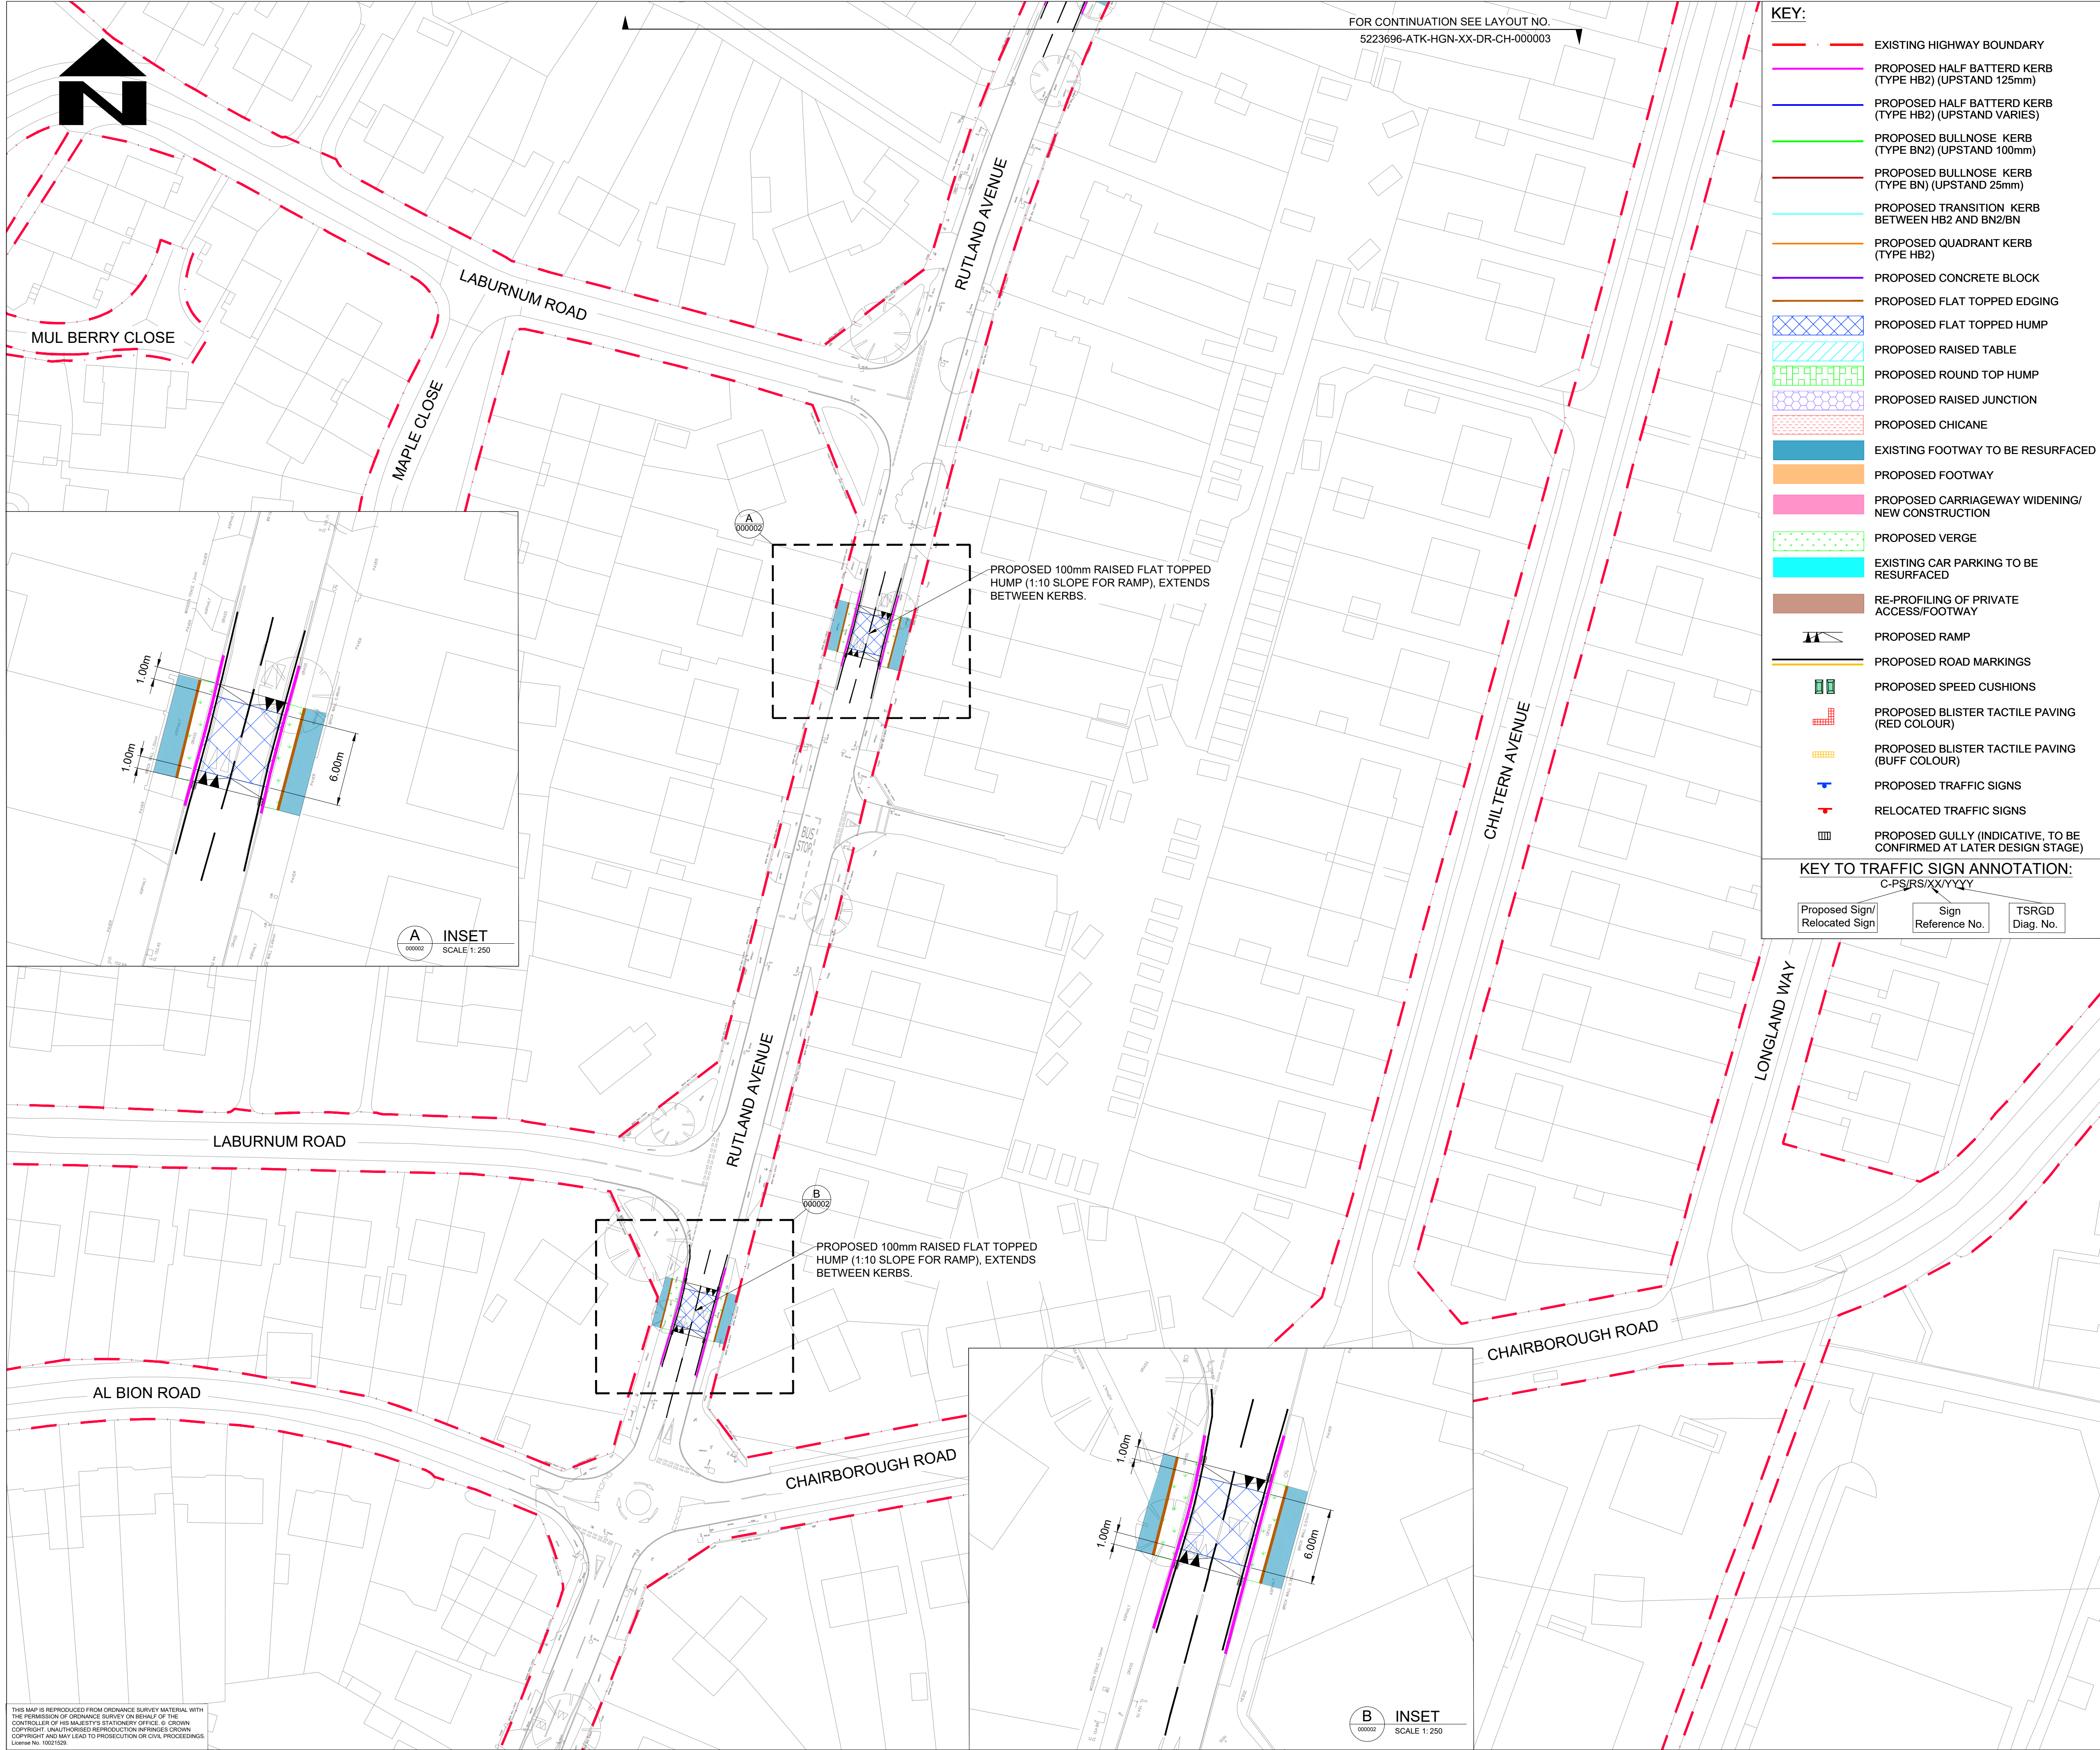 FOR CONTINUATION SEE LAYOUT NO.
5223696-ATK-HGN-XX-DR-CH-000003
N
RUTLAND AVENUE
LABURNUM ROAD
MUL BERRY CLOSE
MAPLE CLOSE
A
000002
PROPOSED 100mm RAISED FLAT TOPPED
HUMP (1:10 SLOPE FOR RAMP), EXTENDS
BETWEEN KERBS.
1.00m
1.00m
6.00m
A
000002
INSET
SCALE 1: 250
BUS
STOP
CHILTERN AVENUE
LONGLAND WAY
RUTLAND AVENUE
LABURNUM ROAD
B
000002
PROPOSED 100mm RAISED FLAT TOPPED
HUMP (1:10 SLOPE FOR RAMP), EXTENDS
BETWEEN KERBS.
CHAIRBOROUGH ROAD
AL BION ROAD
CHAIRBOROUGH ROAD
1.00m
1.00m
6.00m
B
000002
INSET
SCALE 1: 250
THIS MAP IS REPRODUCED FROM ORDNANCE SURVEY MATERIAL WITH
THE PERMISSION OF ORDNANCE SURVEY ON BEHALF OF THE
CONTROLLER OF HIS MAJESTY'S STATIONERY OFFICE. © CROWN
COPYRIGHT. UNAUTHORISED REPRODUCTION INFRINGES CROWN
COPYRIGHT AND MAY LEAD TO PROSECUTION OR CIVIL PROCEEDINGS.
License No. 10021529.
KEY:
EXISTING HIGHWAY BOUNDARY
PROPOSED HALF BATTERD KERB
(TYPE HB2) (UPSTAND 125mm)
PROPOSED HALF BATTERD KERB
(TYPE HB2) (UPSTAND VARIES)
PROPOSED BULLNOSE KERB
(TYPE BN2) (UPSTAND 100mm)
PROPOSED BULLNOSE KERB
(TYPE BN) (UPSTAND 25mm)
PROPOSED TRANSITION KERB
BETWEEN HB2 AND BN2/BN
PROPOSED QUADRANT KERB
(TYPE HB2)
PROPOSED CONCRETE BLOCK
PROPOSED FLAT TOPPED EDGING
PROPOSED FLAT TOPPED HUMP
PROPOSED RAISED TABLE
PROPOSED ROUND TOP HUMP
PROPOSED RAISED JUNCTION
PROPOSED CHICANE
EXISTING FOOTWAY TO BE RESURFACED
PROPOSED FOOTWAY
PROPOSED CARRIAGEWAY WIDENING/
NEW CONSTRUCTION
PROPOSED VERGE
EXISTING CAR PARKING TO BE
RESURFACED
RE-PROFILING OF PRIVATE
ACCESS/FOOTWAY
PROPOSED RAMP
PROPOSED ROAD MARKINGS
PROPOSED SPEED CUSHIONS
PROPOSED BLISTER TACTILE PAVING
(RED COLOUR)
PROPOSED BLISTER TACTILE PAVING
(BUFF COLOUR)
PROPOSED TRAFFIC SIGNS
RELOCATED TRAFFIC SIGNS
PROPOSED GULLY (INDICATIVE, TO BE
CONFIRMED AT LATER DESIGN STAGE)
KEY TO TRAFFIC SIGN ANNOTATION:
C-PS/RS/XX/YYYY
Proposed Sign/
Relocated Sign
Sign
Reference No.
TSRGD
Diag. No.